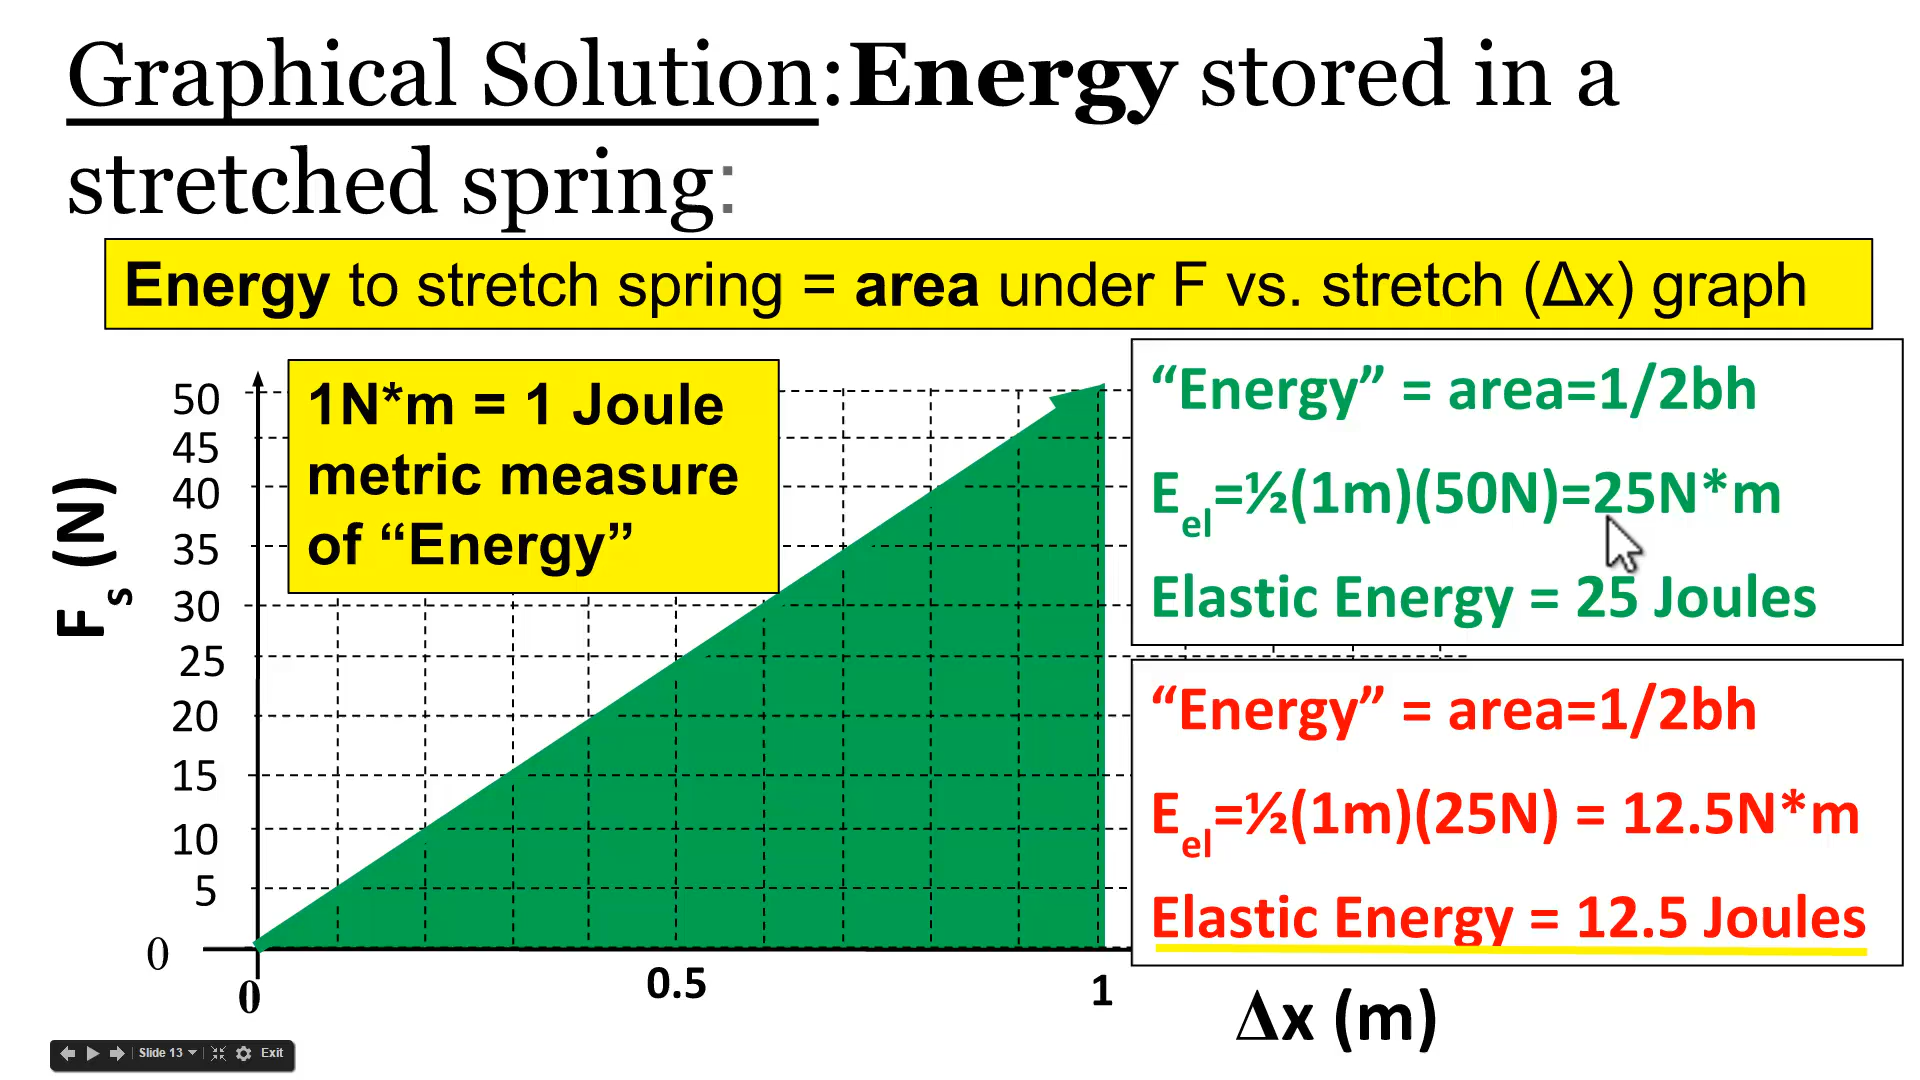 Graphical Solution:Energy stored in a
stretched spring:
Energy to stretch spring = area under F vs. stretch (Δx) graph
1N*m = 1 Joule
metric measure
of “Energy”
“Energy” = area=1/2bh
Eel=½(1m)(50N)=25N*m
Elastic Energy = 25 Joules
“Energy” = area=1/2bh
Eel=½(1m)(25N) = 12.5N*m
Elastic Energy = 12.5 Joules
Fs (N)
50
45
40
35
30
25
20
15
10
5
0
0
0.5
1
Δx (m)
Slide 13
Exit